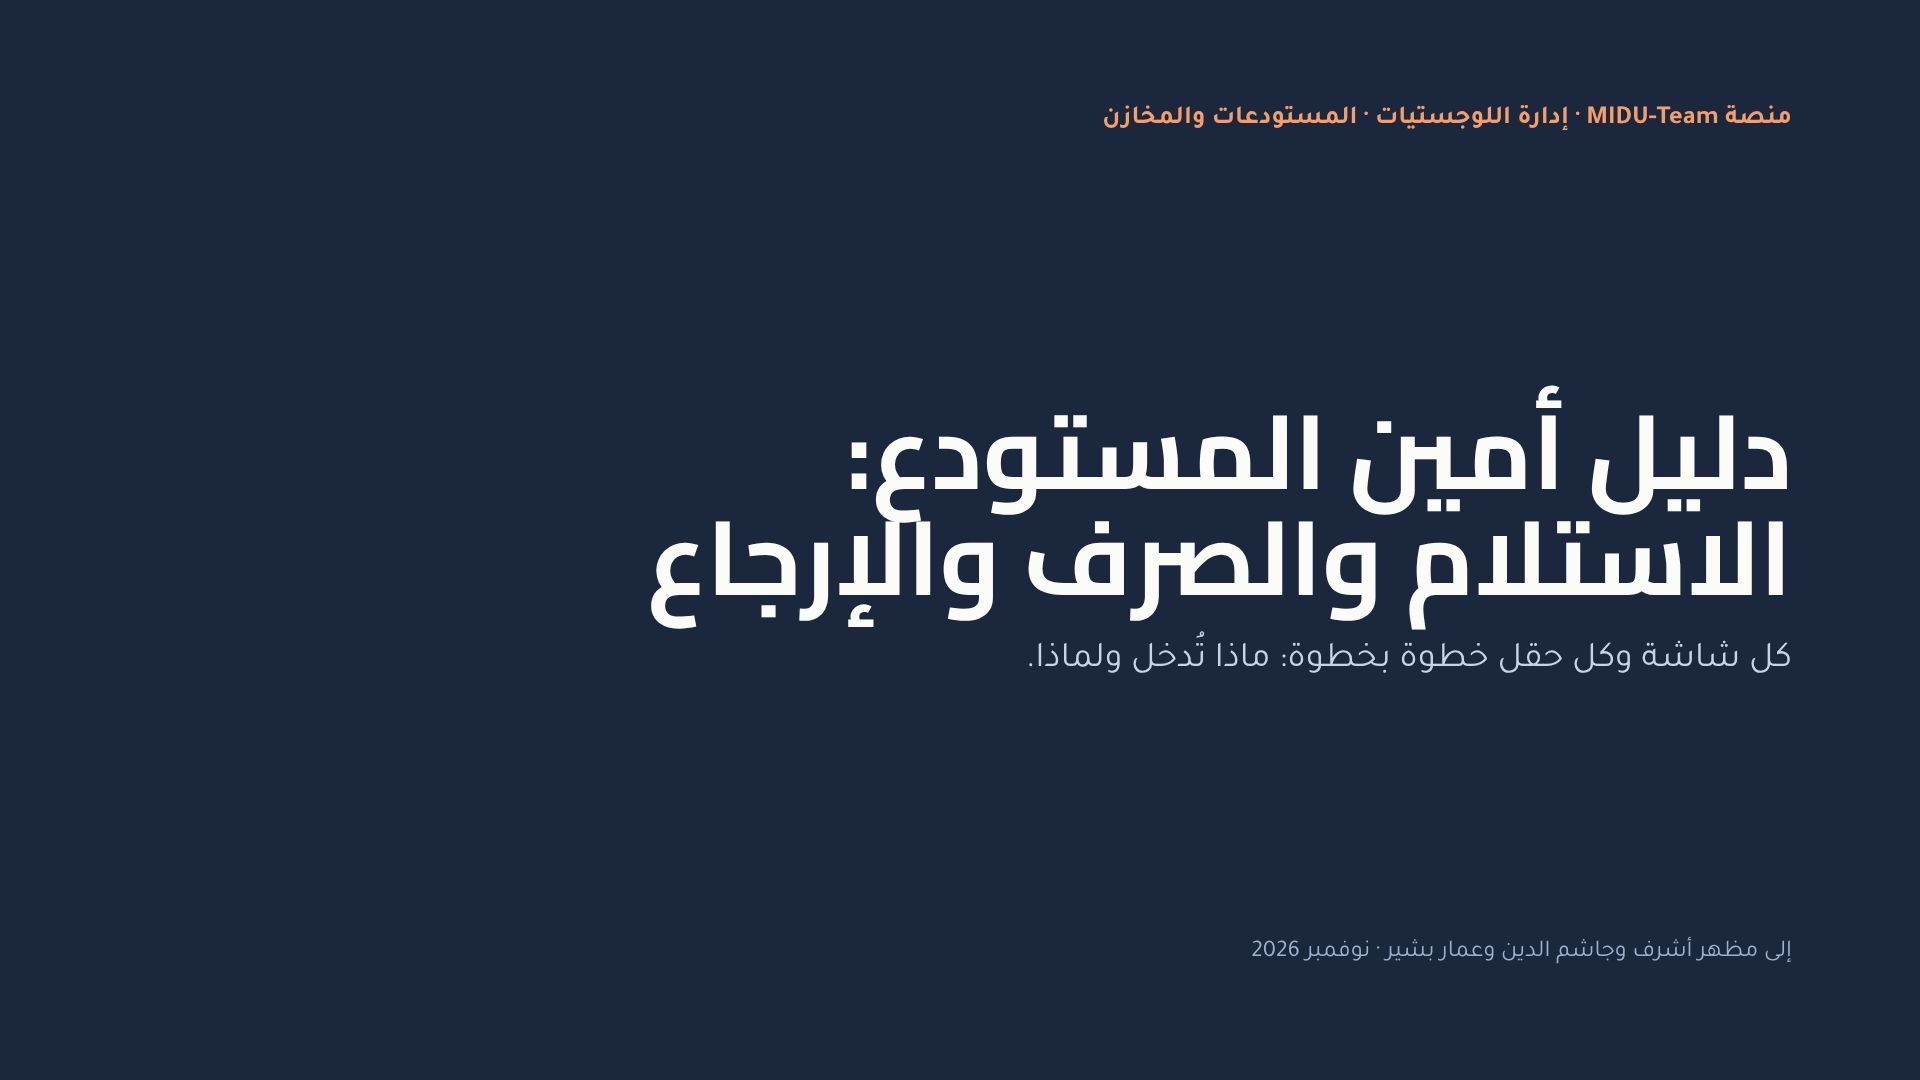 منصة MIDU-Team · إدارة اللوجستيات · المستودعات والمخازن
دليل أمين المستودع:
الاستلام والصرف والإرجاع
كل شاشة وكل حقل خطوة بخطوة: ماذا تُدخل ولماذا.
إلى مظهر أشرف وجاشم الدين وعمار بشير · نوفمبر 2026